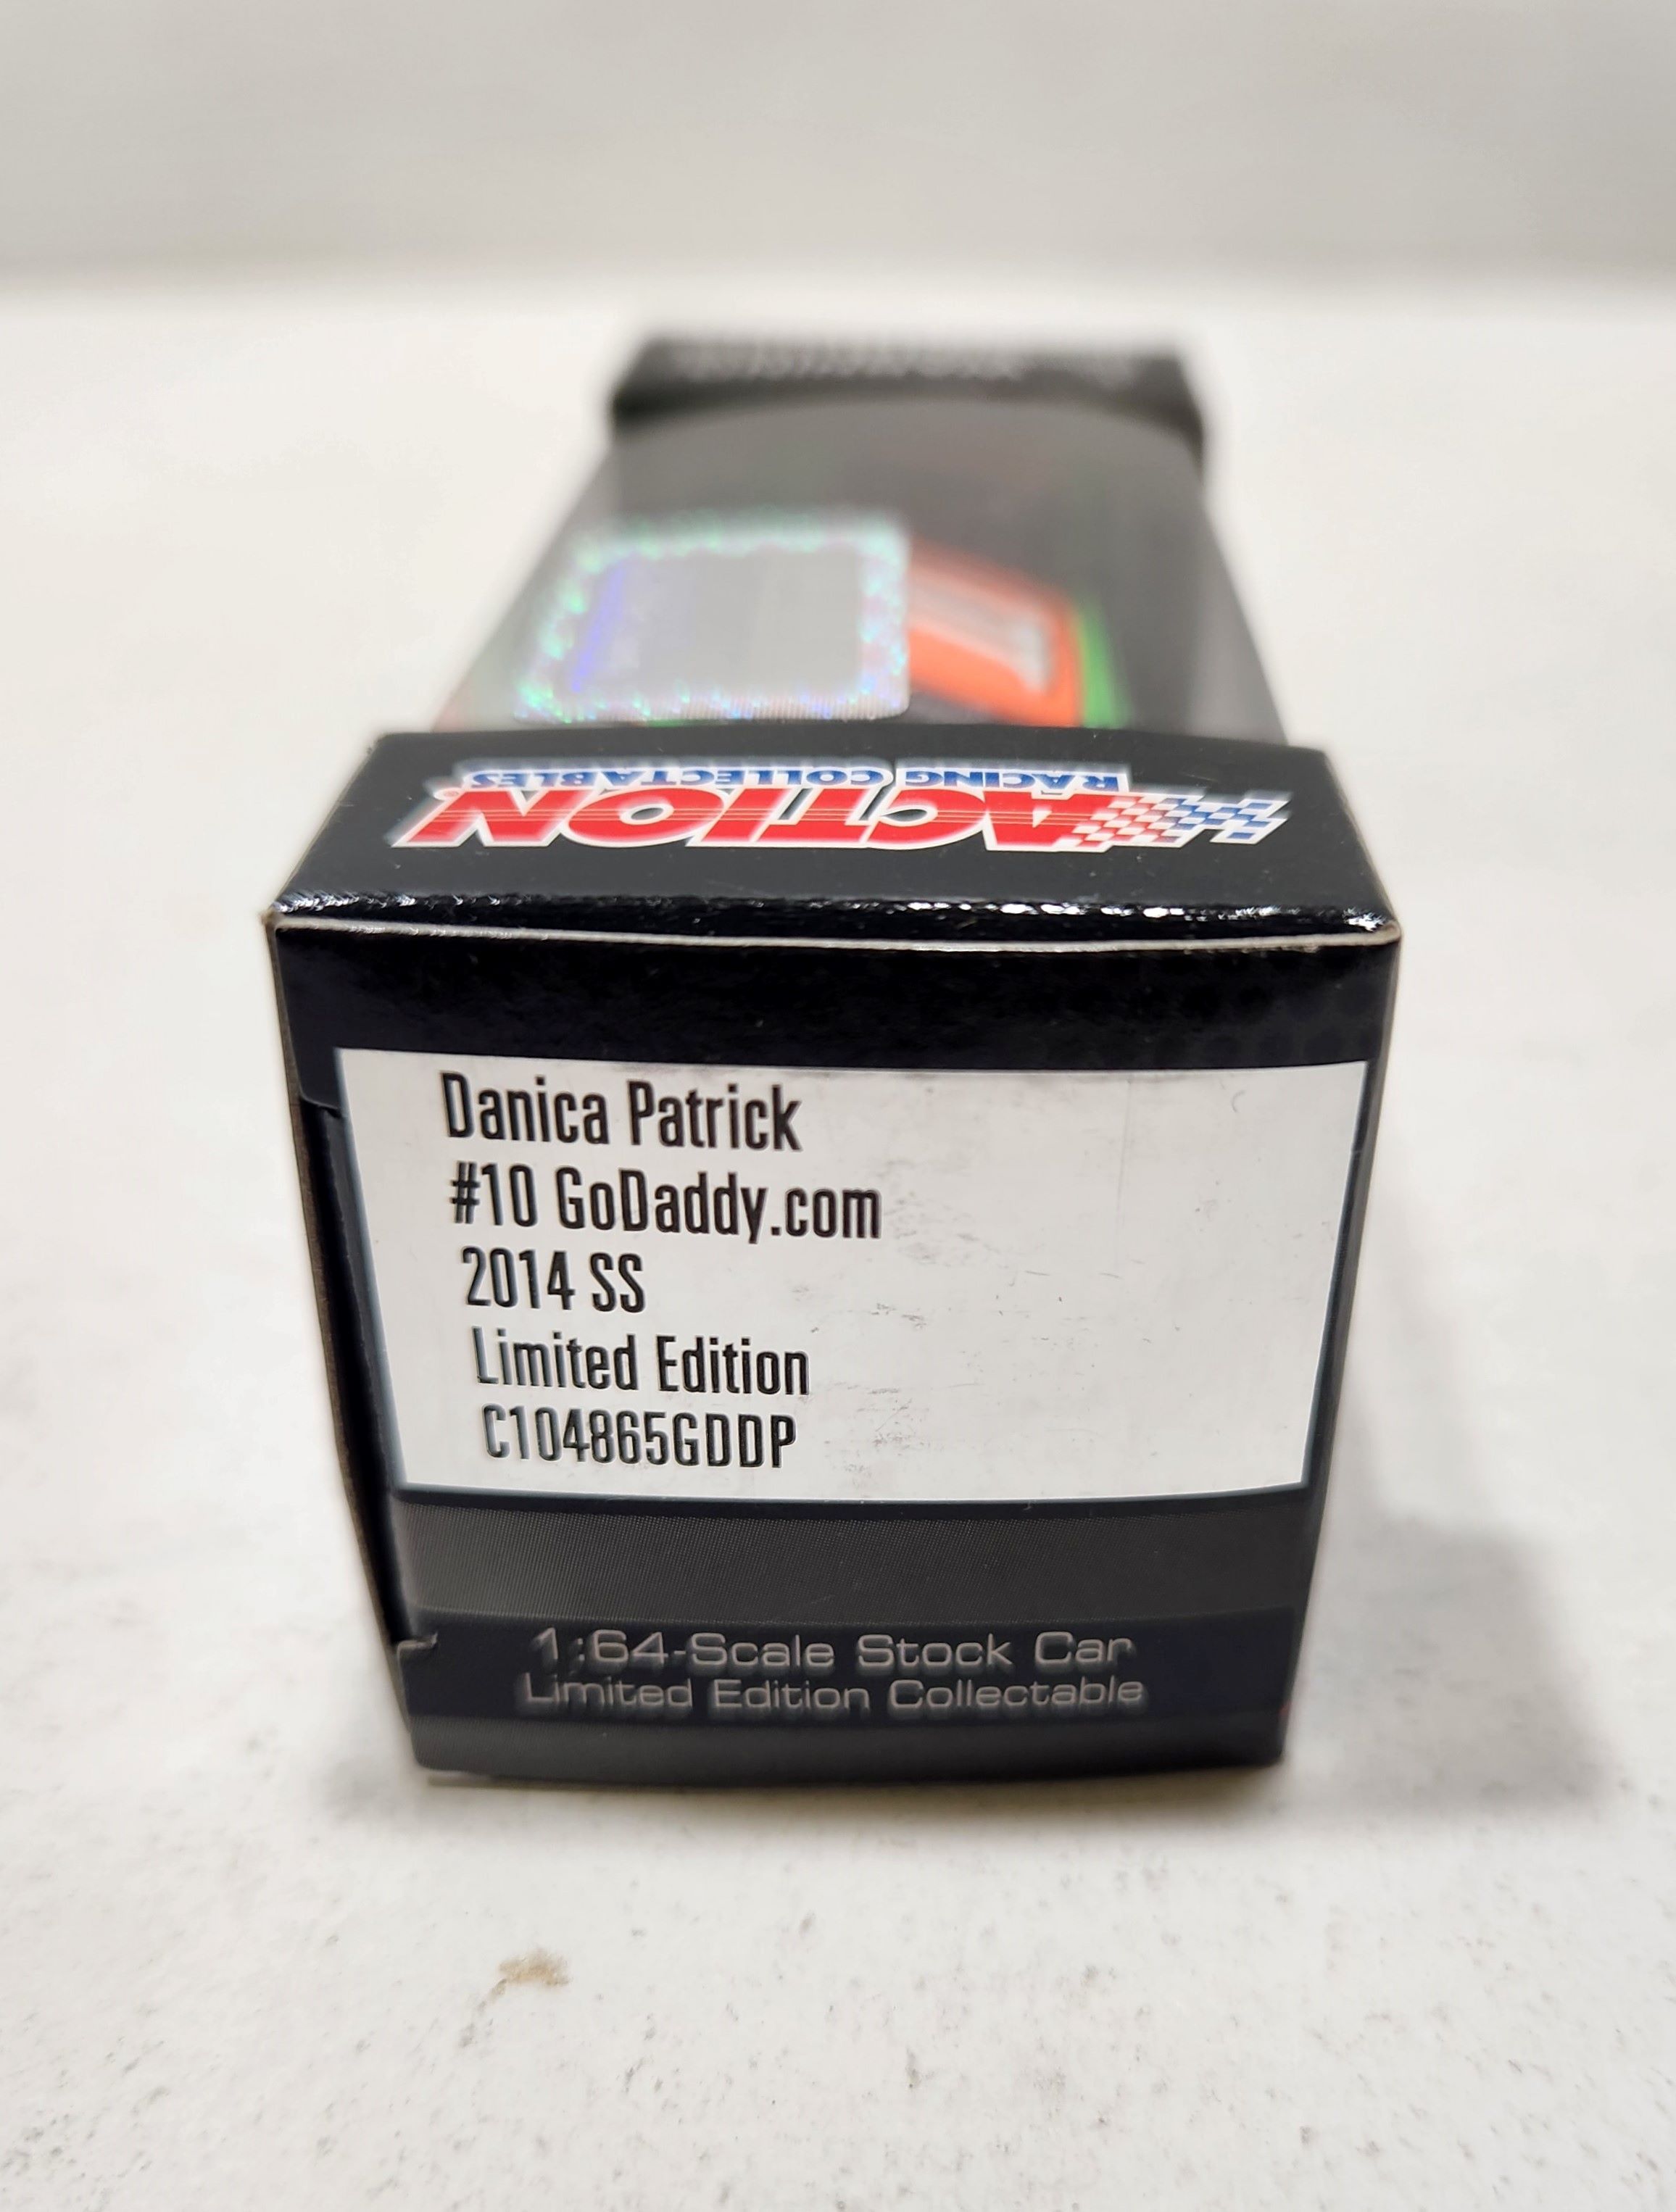 ACTION®
RACING COLLECTABLES
Danica Patrick
#10 GoDaddy.com
2014 SS
Limited Edition
C104865GDDP
1:64-Scale Stock Car
Limited Edition Collectable